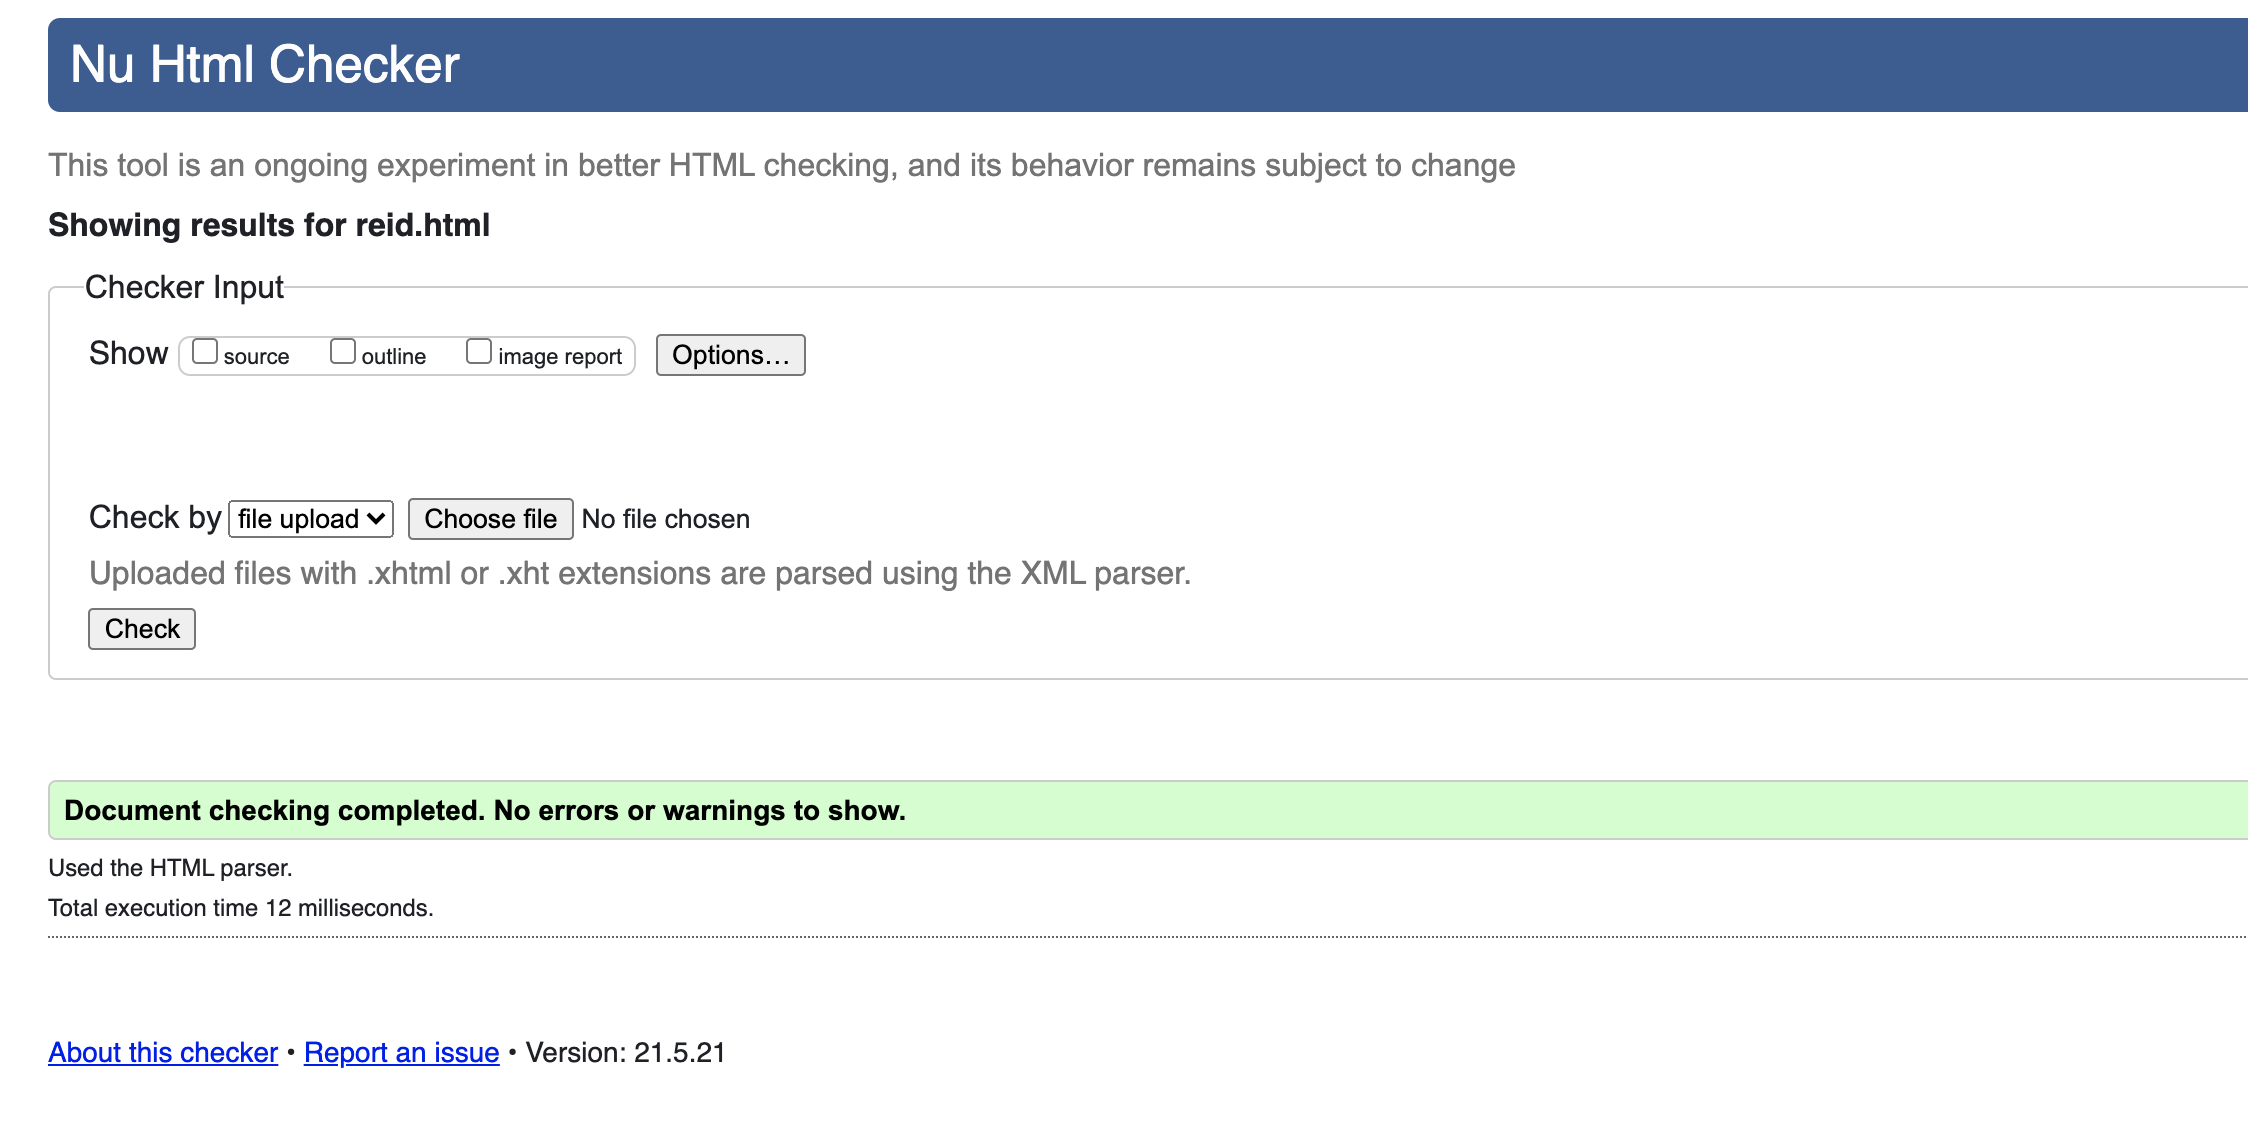 Nu Html Checker
This tool is an ongoing experiment in better HTML checking, and its behavior remains subject to change
Showing results for reid.html
Checker Input
Show source outline image report Options…
Check by file upload Choose file No file chosen
Uploaded files with .xhtml or .xht extensions are parsed using the XML parser.
Check
Document checking completed. No errors or warnings to show.
Used the HTML parser.
Total execution time 12 milliseconds.
About this checker • Report an issue • Version: 21.5.21